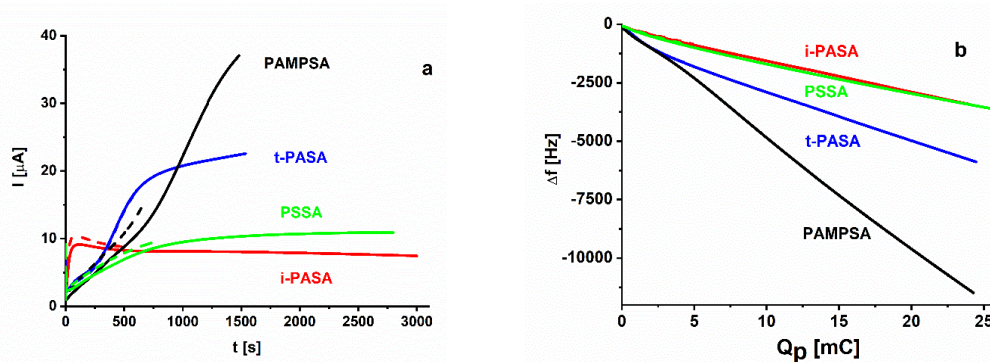 40
30
20
10
0
I [µA]
0
500
1000
1500
2000
2500
3000
t [s]
PAMPSA
a
t-PASA
PSSA
i-PASA
0
-2500
-5000
-7500
-10000
Δf [Hz]
0
5
10
15
20
25
Qp [mC]
b
i-PASA
PSSA
t-PASA
PAMPSA